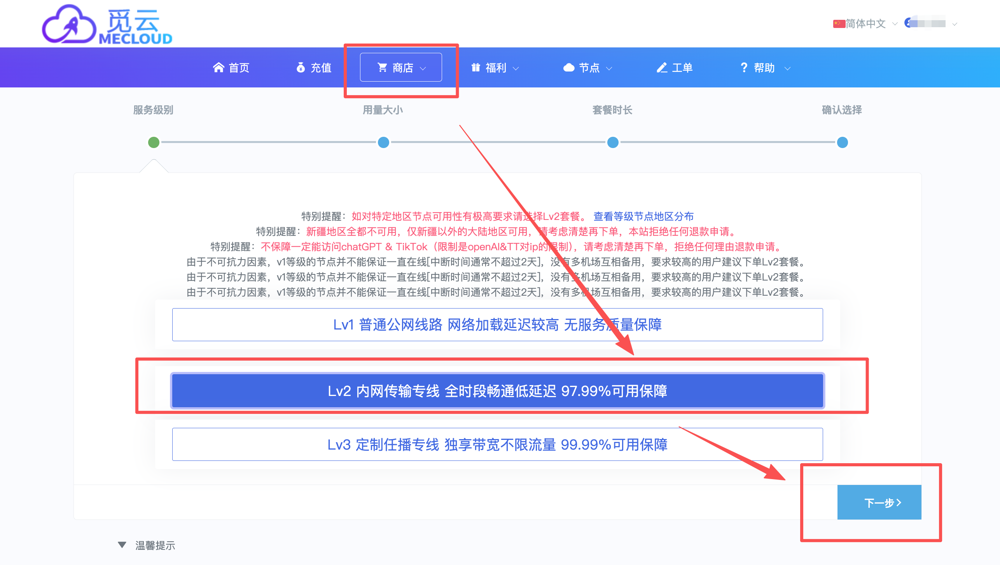 觅云
MECLOUD
简体中文
首页 充值 商店 福利 节点 工单 帮助
服务级别 用量大小 套餐时长 确认选择
特别提醒：如对特定地区节点可用性有极高要求请选择Lv2套餐。 查看等级节点地区分布
特别提醒：新疆地区全都不可用，仅新疆以外的大陆地区可用，请考虑清楚再下单，本站拒绝任何退款申请。
特别提醒：不保障一定能访问chatGPT & TikTok（限制是openAI&TT对ip的限制），请考虑清楚再下单，拒绝任何理由退款申请。
由于不可抗力因素，v1等级的节点并不能保证一直在线[中断时间通常不超过2天]，没有多机场互相备用，要求较高的用户建议下单Lv2套餐。
由于不可抗力因素，v1等级的节点并不能保证一直在线[中断时间通常不超过2天]，没有多机场互相备用，要求较高的用户建议下单Lv2套餐。
由于不可抗力因素，v1等级的节点并不能保证一直在线[中断时间通常不超过2天]，没有多机场互相备用，要求较高的用户建议下单Lv2套餐。
Lv1 普通公网线路 网络加载延迟较高 无服务质量保障
Lv2 内网传输专线 全时段畅通低延迟 97.99%可用保障
Lv3 定制任播专线 独享带宽不限流量 99.99%可用保障
下一步
温馨提示